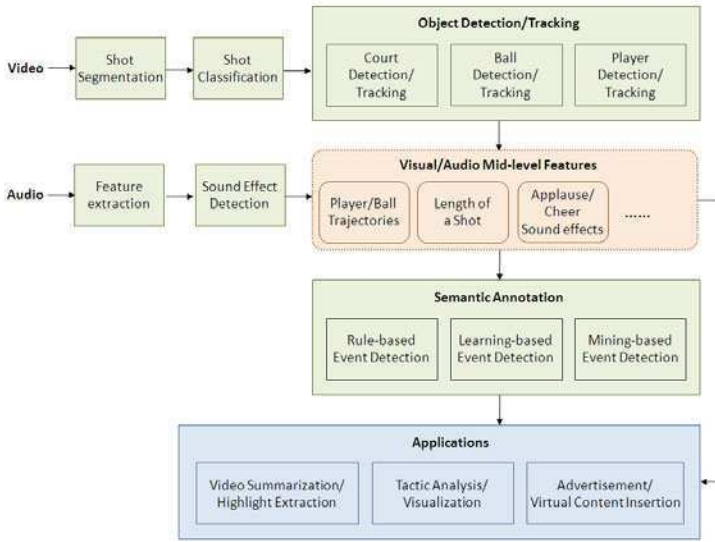 Object Detection/Tracking
Video
Shot
Segmentation
Shot
Classification
Court
Detection/
Tracking
Ball
Detection/
Tracking
Player
Detection/
Tracking
Visual/Audio Mid-level Features
Audio
Feature
extraction
Sound Effect
Detection
Player/Ball
Trajectories
Length of
a Shot
Applause/
Cheer
Sound effects
......
Semantic Annotation
Rule-based
Event Detection
Learning-based
Event Detection
Mining-based
Event Detection
Applications
Video Summarization/
Highlight Extraction
Tactic Analysis/
Visualization
Advertisement/
Virtual Content Insertion